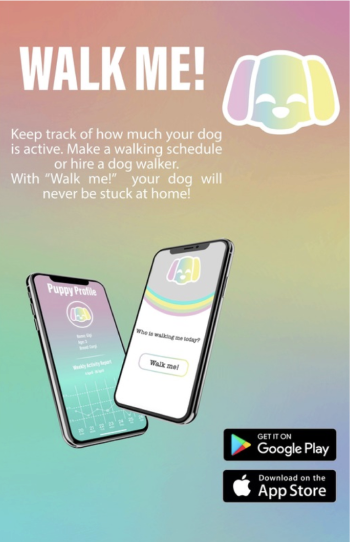 WALK ME!
Keep track of how much your dog
is active. Make a walking schedule
or hire a dog walker.
With "Walk me!" your dog will
never be stuck at home!
Puppy Profile
Weekly Activity Report
Who is walking me today?
Walk me!
GET IT ON
Google Play
Download on the
App Store